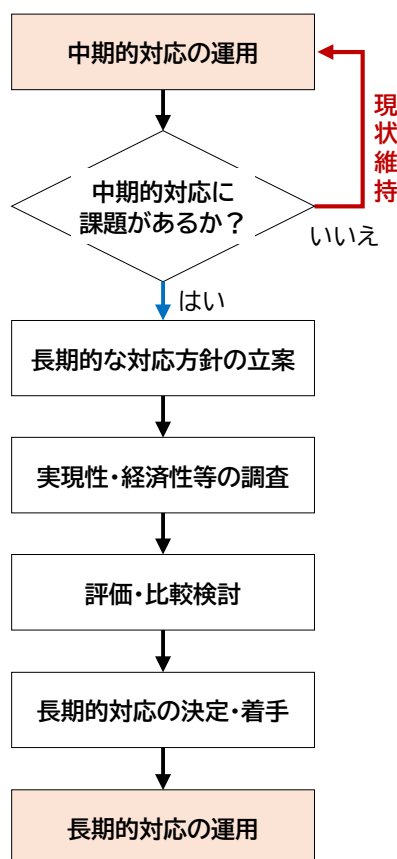 中期的対応の運用
現状維持
中期的対応に
課題があるか？
いいえ
はい
長期的な対応方針の立案
実現性・経済性等の調査
評価・比較検討
長期的対応の決定・着手
長期的対応の運用